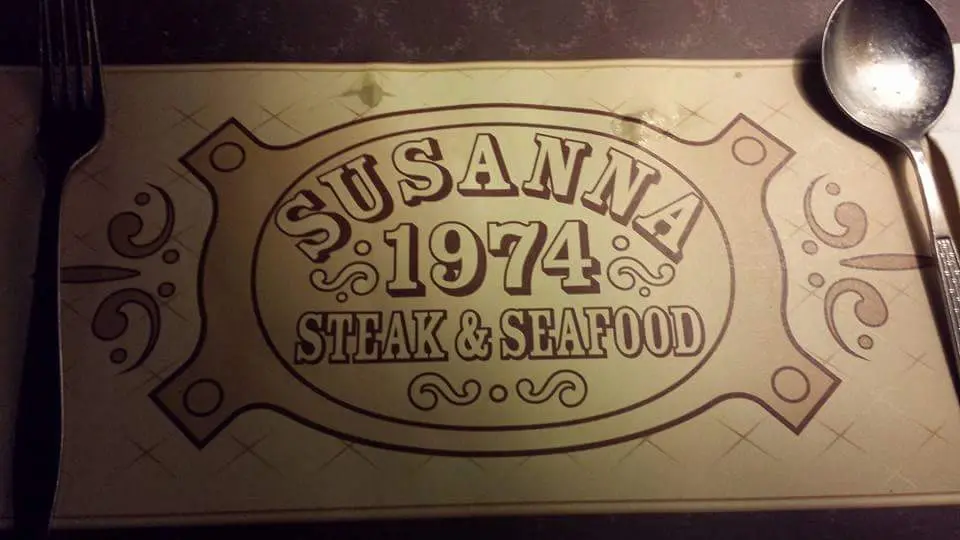 SUSANNA
1974
STEAK & SEAFOOD